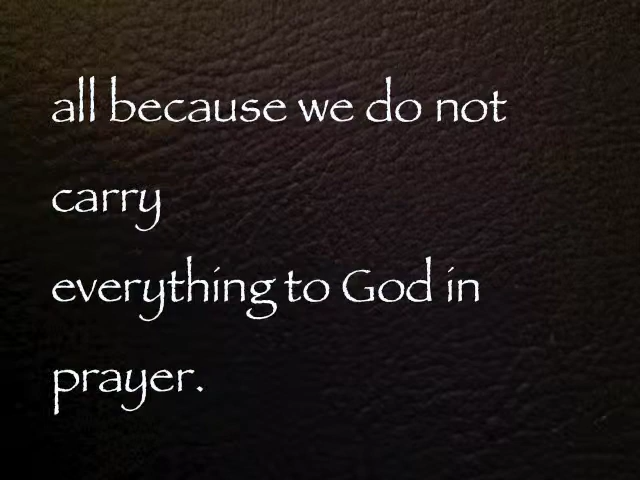 all because we do not
carry
everything to God in
prayer.